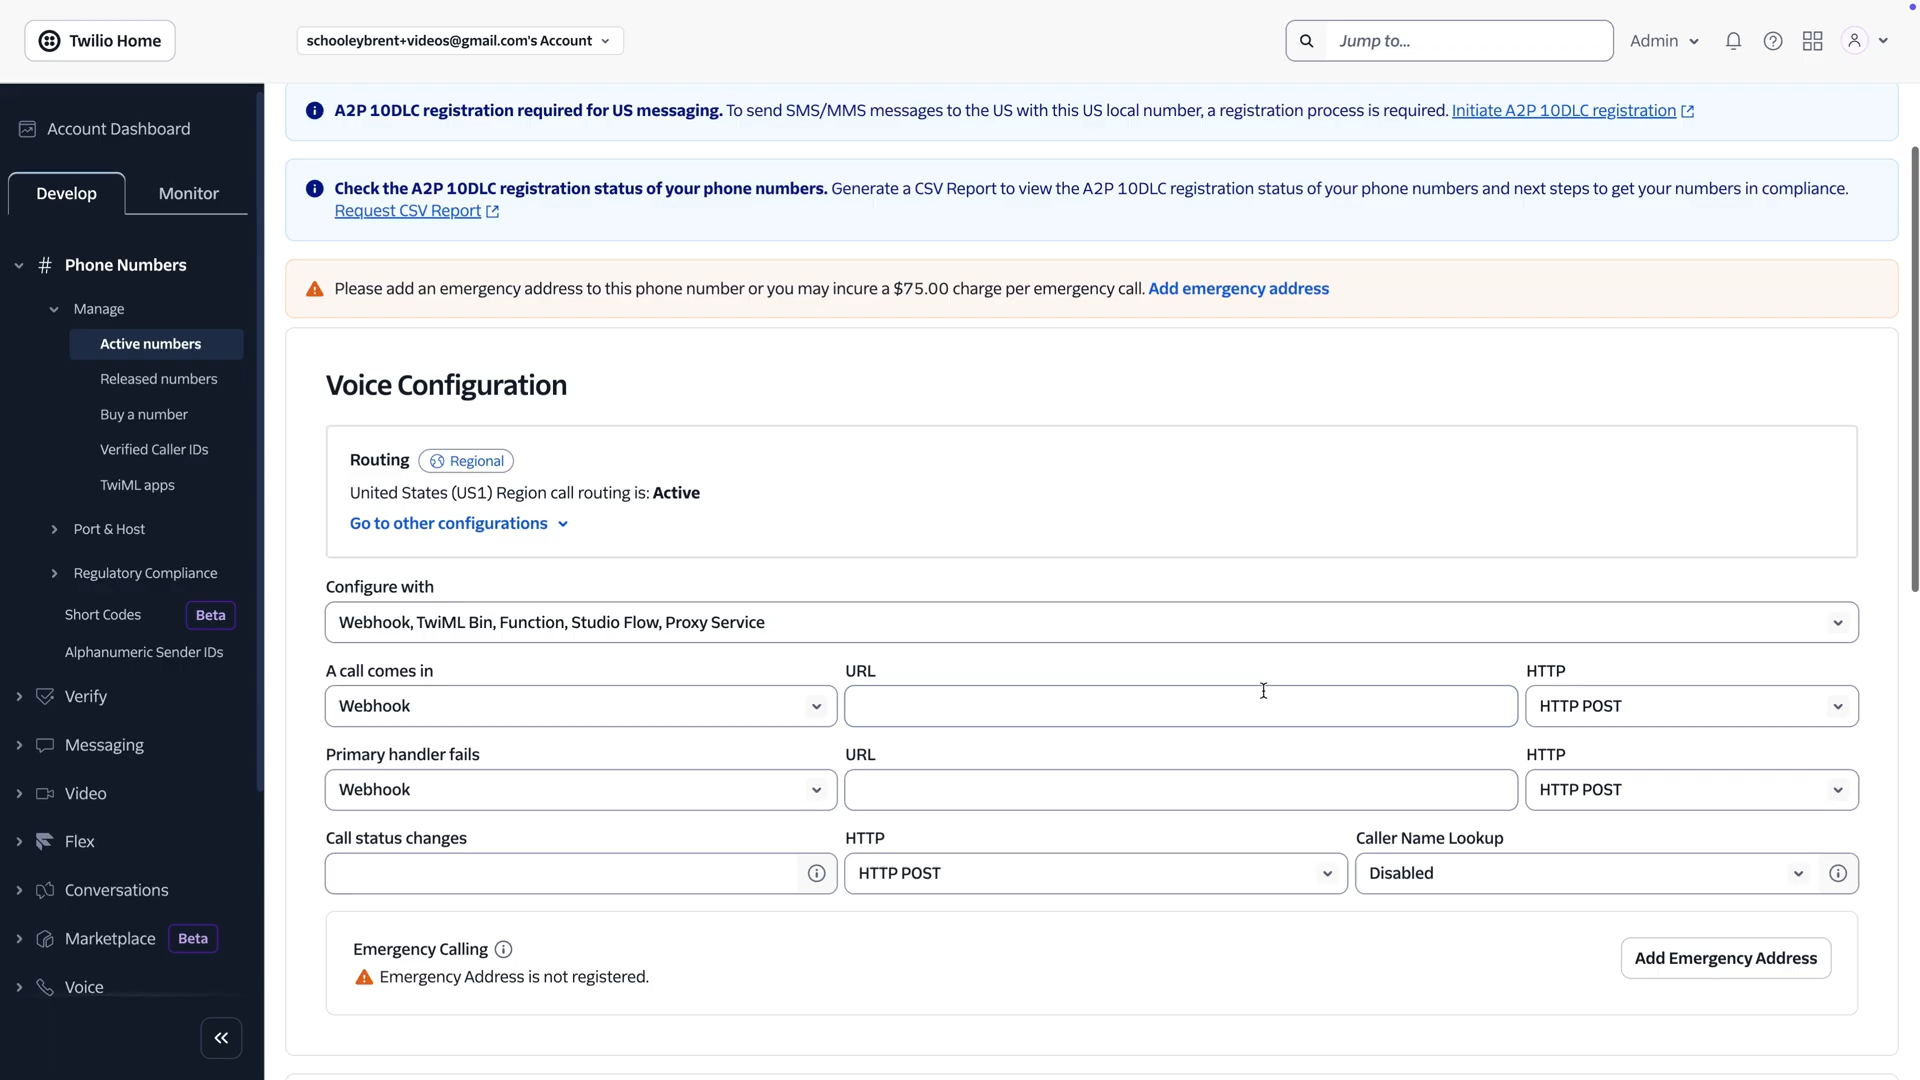 Twilio Home
schooleybrent+videos@gmail.com's Account
Jump to...
Admin
Account Dashboard
Develop
Monitor
Phone Numbers
Manage
Active numbers
Released numbers
Buy a number
Verified Caller IDs
TwiML apps
Port & Host
Regulatory Compliance
Short Codes Beta
Alphanumeric Sender IDs
Verify
Messaging
Video
Flex
Conversations
Marketplace Beta
Voice
A2P 10DLC registration required for US messaging. To send SMS/MMS messages to the US with this US local number, a registration process is required. Initiate A2P 10DLC registration
Check the A2P 10DLC registration status of your phone numbers. Generate a CSV Report to view the A2P 10DLC registration status of your phone numbers and next steps to get your numbers in compliance.
Request CSV Report
Please add an emergency address to this phone number or you may incure a $75.00 charge per emergency call. Add emergency address
Voice Configuration
Routing Regional
United States (US1) Region call routing is: Active
Go to other configurations
Configure with
Webhook, TwiML Bin, Function, Studio Flow, Proxy Service
A call comes in URL HTTP
Webhook HTTP POST
Primary handler fails URL HTTP
Webhook HTTP POST
Call status changes HTTP Caller Name Lookup
HTTP POST Disabled
Emergency Calling
Emergency Address is not registered.
Add Emergency Address